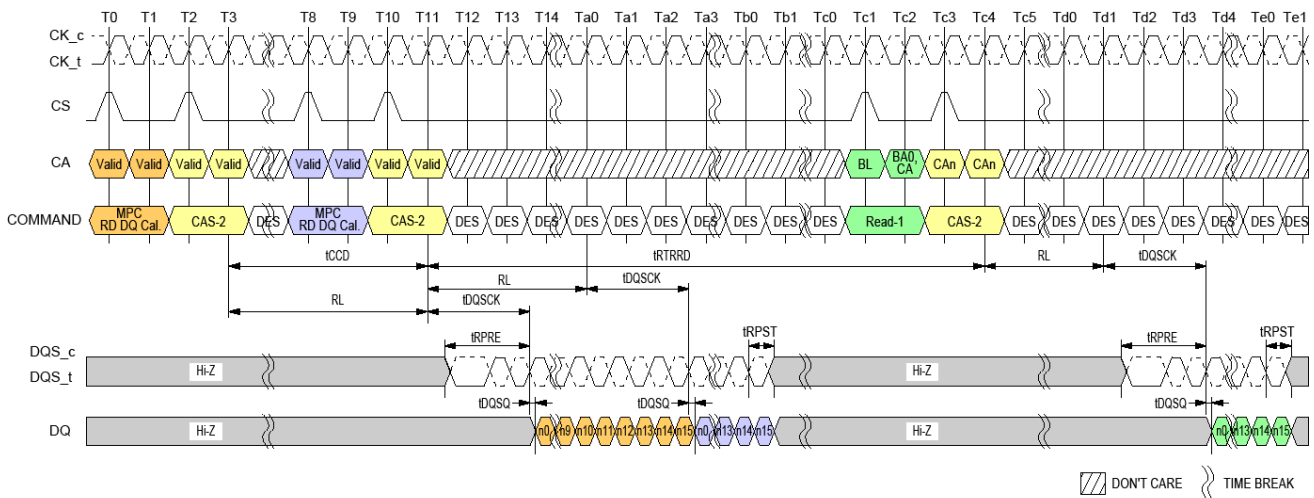 T0 T1 T2 T3 T8 T9 T10 T11 T12 T13 T14 Ta0 Ta1 Ta2 Ta3 Tb0 Tb1 Tc0 Tc1 Tc2 Tc3 Tc4 Tc5 Td0 Td1 Td2 Td3 Td4 Te0 Te1
CK_c
CK_t
CS
CA Valid Valid Valid Valid Valid Valid Valid Valid BL BA0, CA CAn CAn
COMMAND MPC RD DQ Cal. CAS-2 DES MPC RD DQ Cal. CAS-2 DES DES DES DES DES DES DES DES DES DES Read-1 CAS-2 DES DES DES DES DES DES DES DES
tCCD tRTRRD RL tDQSCK
RL tDQSCK
RL tDQSCK
tRPRE tRPST tRPRE tRPST
DQS_c
DQS_t Hi-Z Hi-Z
tDQSQ tDQSQ tDQSQ
DQ Hi-Z n0 n9 n10 n11 n12 n13 n14 n15 n0 n13 n14 n15 Hi-Z n0 n13 n14 n15
DON'T CARE TIME BREAK